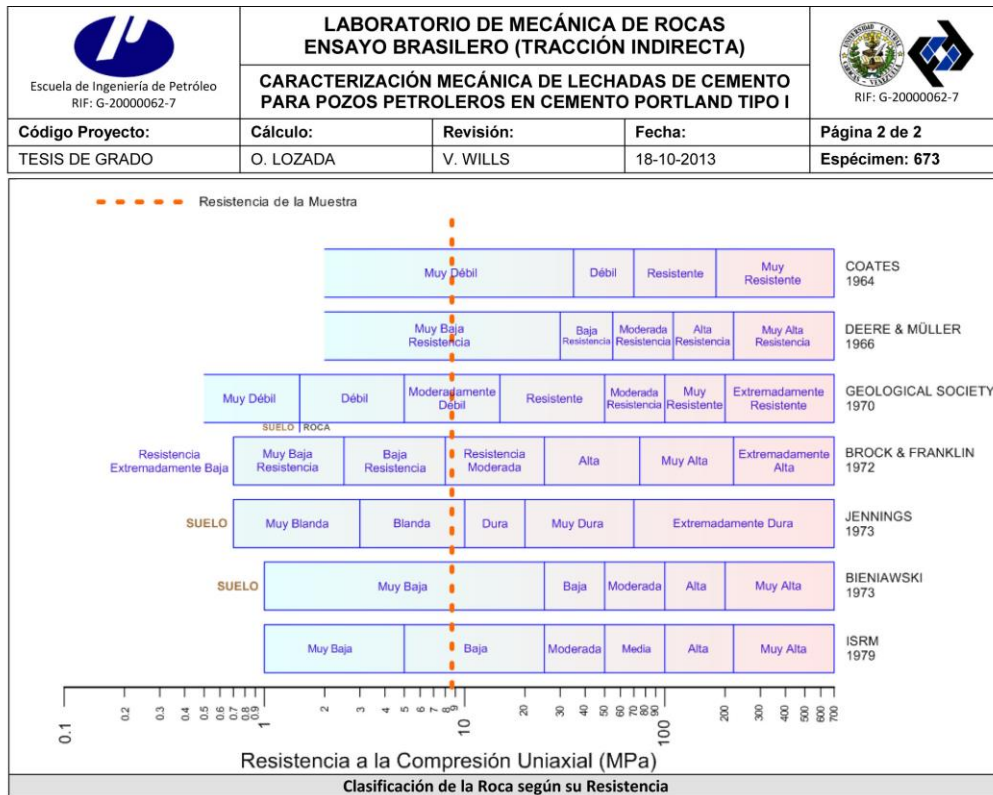 LABORATORIO DE MECÁNICA DE ROCAS
ENSAYO BRASILERO (TRACCIÓN INDIRECTA)
Escuela de Ingeniería de Petróleo
RIF: G-20000062-7
CARACTERIZACIÓN MECÁNICA DE LECHADAS DE CEMENTO
PARA POZOS PETROLEROS EN CEMENTO PORTLAND TIPO I
RIF: G-20000062-7
Código Proyecto: Cálculo: Revisión: Fecha: Página 2 de 2
TESIS DE GRADO O. LOZADA V. WILLS 18-10-2013 Espécimen: 673
Resistencia de la Muestra
Muy Débil Débil Resistente Muy Resistente COATES 1964
Muy Baja Resistencia Baja Resistencia Moderada Resistencia Alta Resistencia Muy Alta Resistencia DEERE & MÜLLER 1966
Muy Débil Débil Moderadamente Débil Resistente Moderada Resistencia Muy Resistente Extremadamente Resistente GEOLOGICAL SOCIETY 1970
SUELO ROCA
Resistencia Extremadamente Baja Muy Baja Resistencia Baja Resistencia Resistencia Moderada Alta Muy Alta Extremadamente Alta BROCK & FRANKLIN 1972
SUELO Muy Blanda Blanda Dura Muy Dura Extremadamente Dura JENNINGS 1973
SUELO Muy Baja Baja Moderada Alta Muy Alta BIENIAWSKI 1973
Muy Baja Baja Moderada Media Alta Muy Alta ISRM 1979
0.1 0.2 0.3 0.4 0.5 0.6 0.7 0.8 0.9 1 2 3 4 5 6 7 8 9 10 20 30 40 50 60 70 80 90 100 200 300 400 500 600 700
Resistencia a la Compresión Uniaxial (MPa)
Clasificación de la Roca según su Resistencia